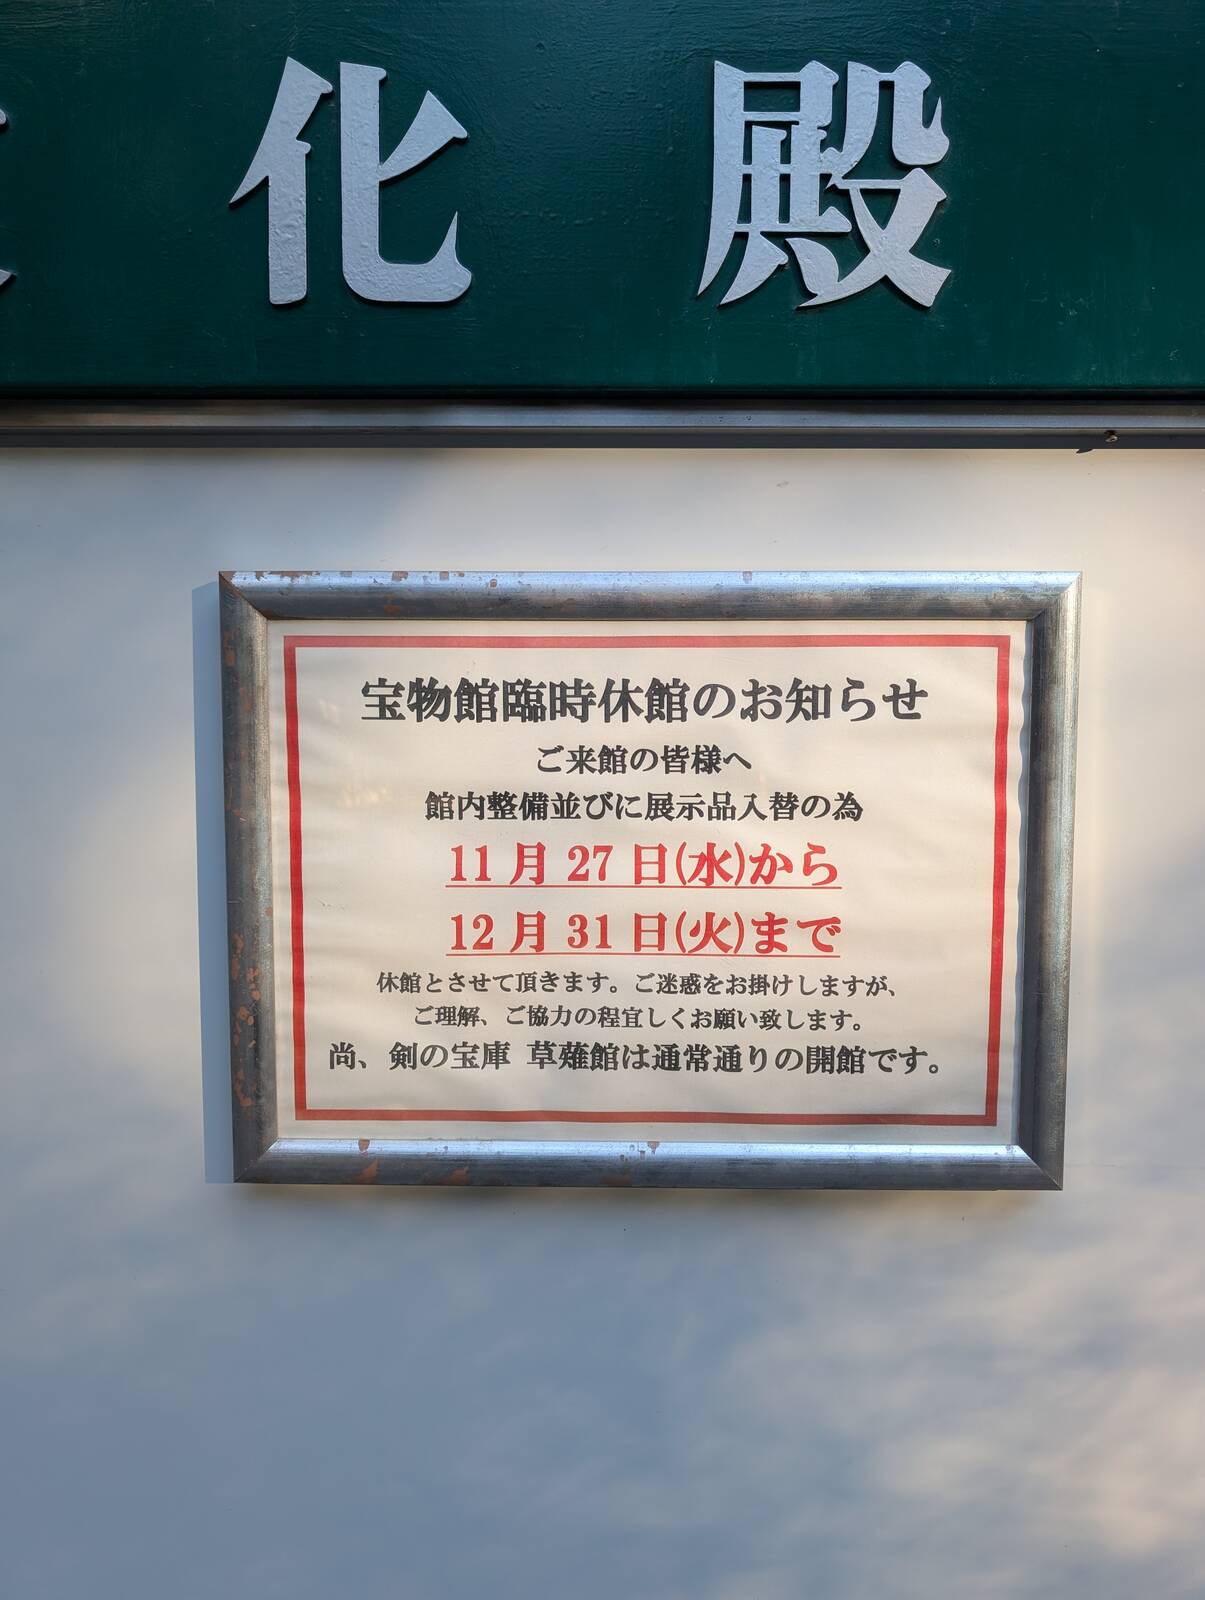 化殿
宝物館臨時休館のお知らせ
ご来館の皆様へ
館内整備並びに展示品入替の為
11月27日(水)から
12月31日(火)まで
休館とさせて頂きます。ご迷惑をお掛けしますが、
ご理解、ご協力の程宜しくお願い致します。
尚、剣の宝庫 草薙館は通常通りの開館です。